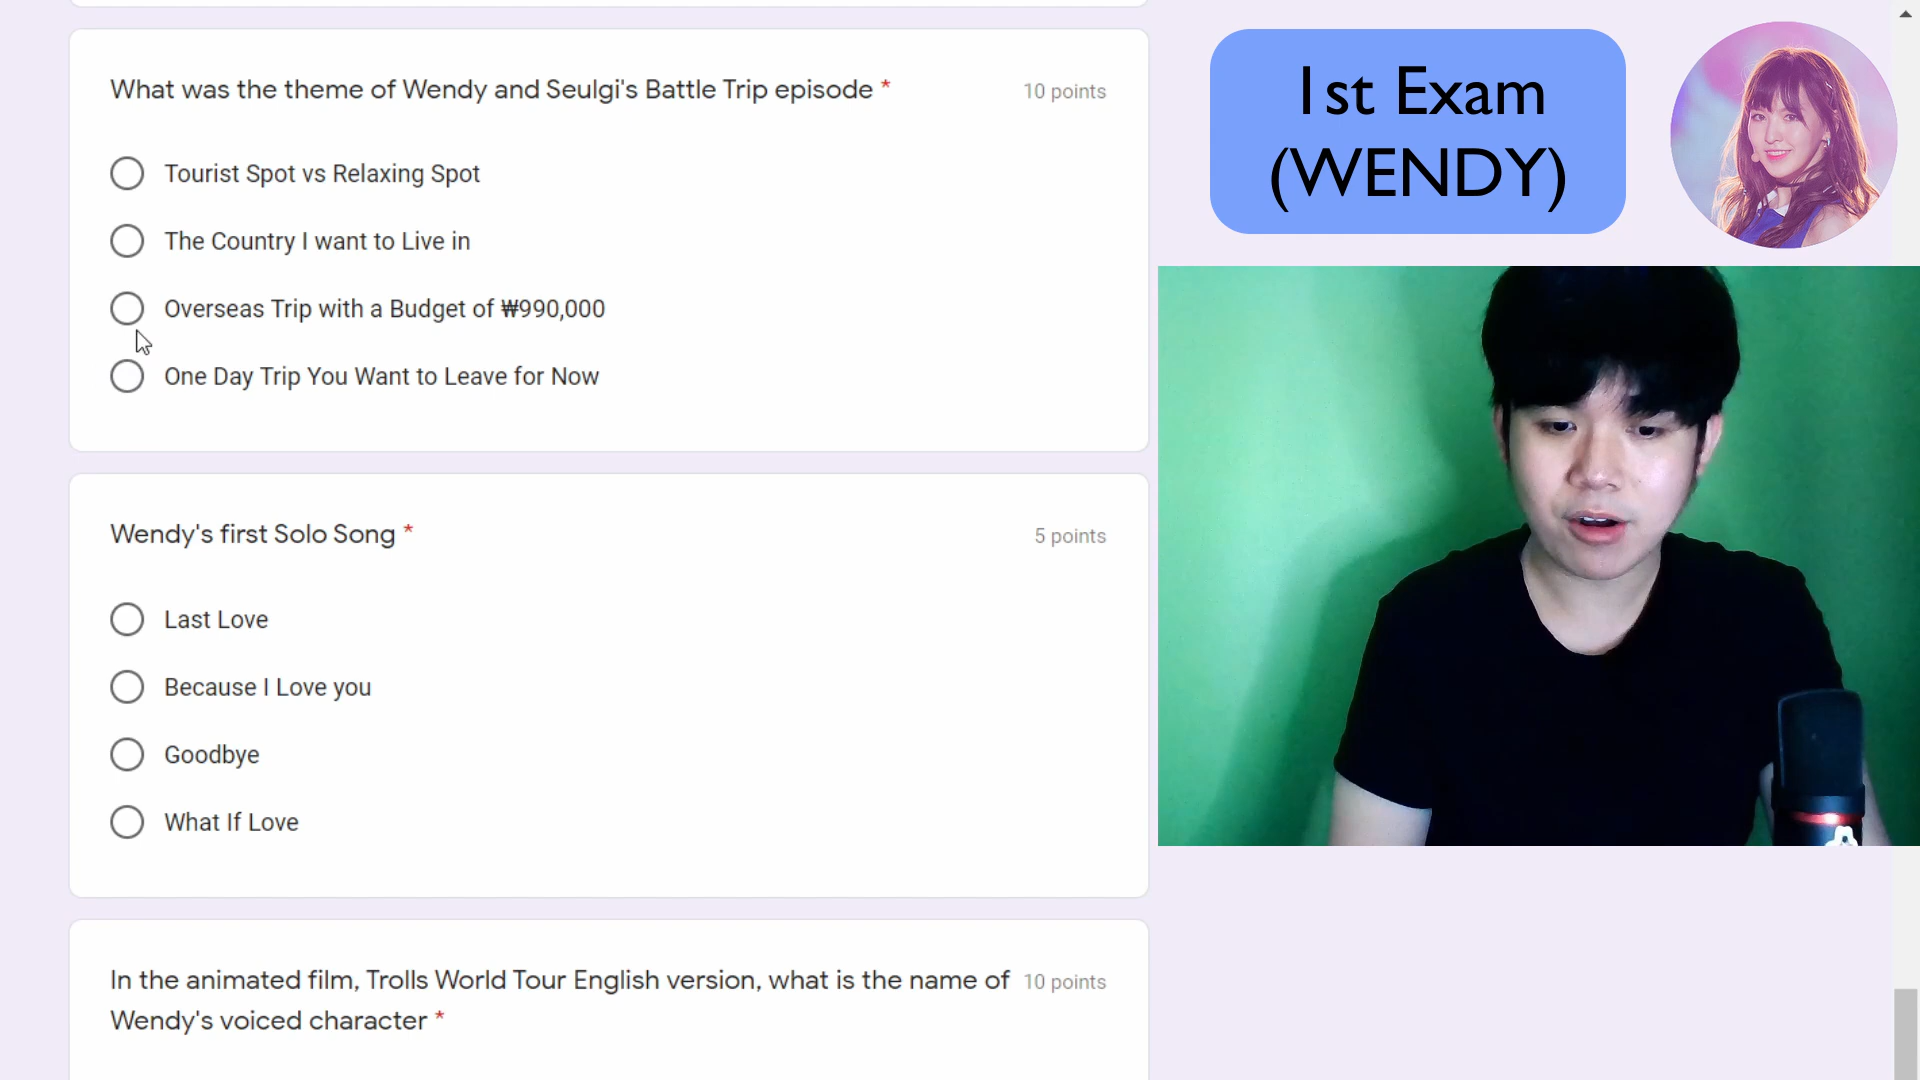 What was the theme of Wendy and Seulgi's Battle Trip episode *
10 points
Tourist Spot vs Relaxing Spot
The Country I want to Live in
Overseas Trip with a Budget of ₩990,000
One Day Trip You Want to Leave for Now
Wendy's first Solo Song *
5 points
Last Love
Because I Love you
Goodbye
What If Love
In the animated film, Trolls World Tour English version, what is the name of
Wendy's voiced character *
10 points
1st Exam
(WENDY)